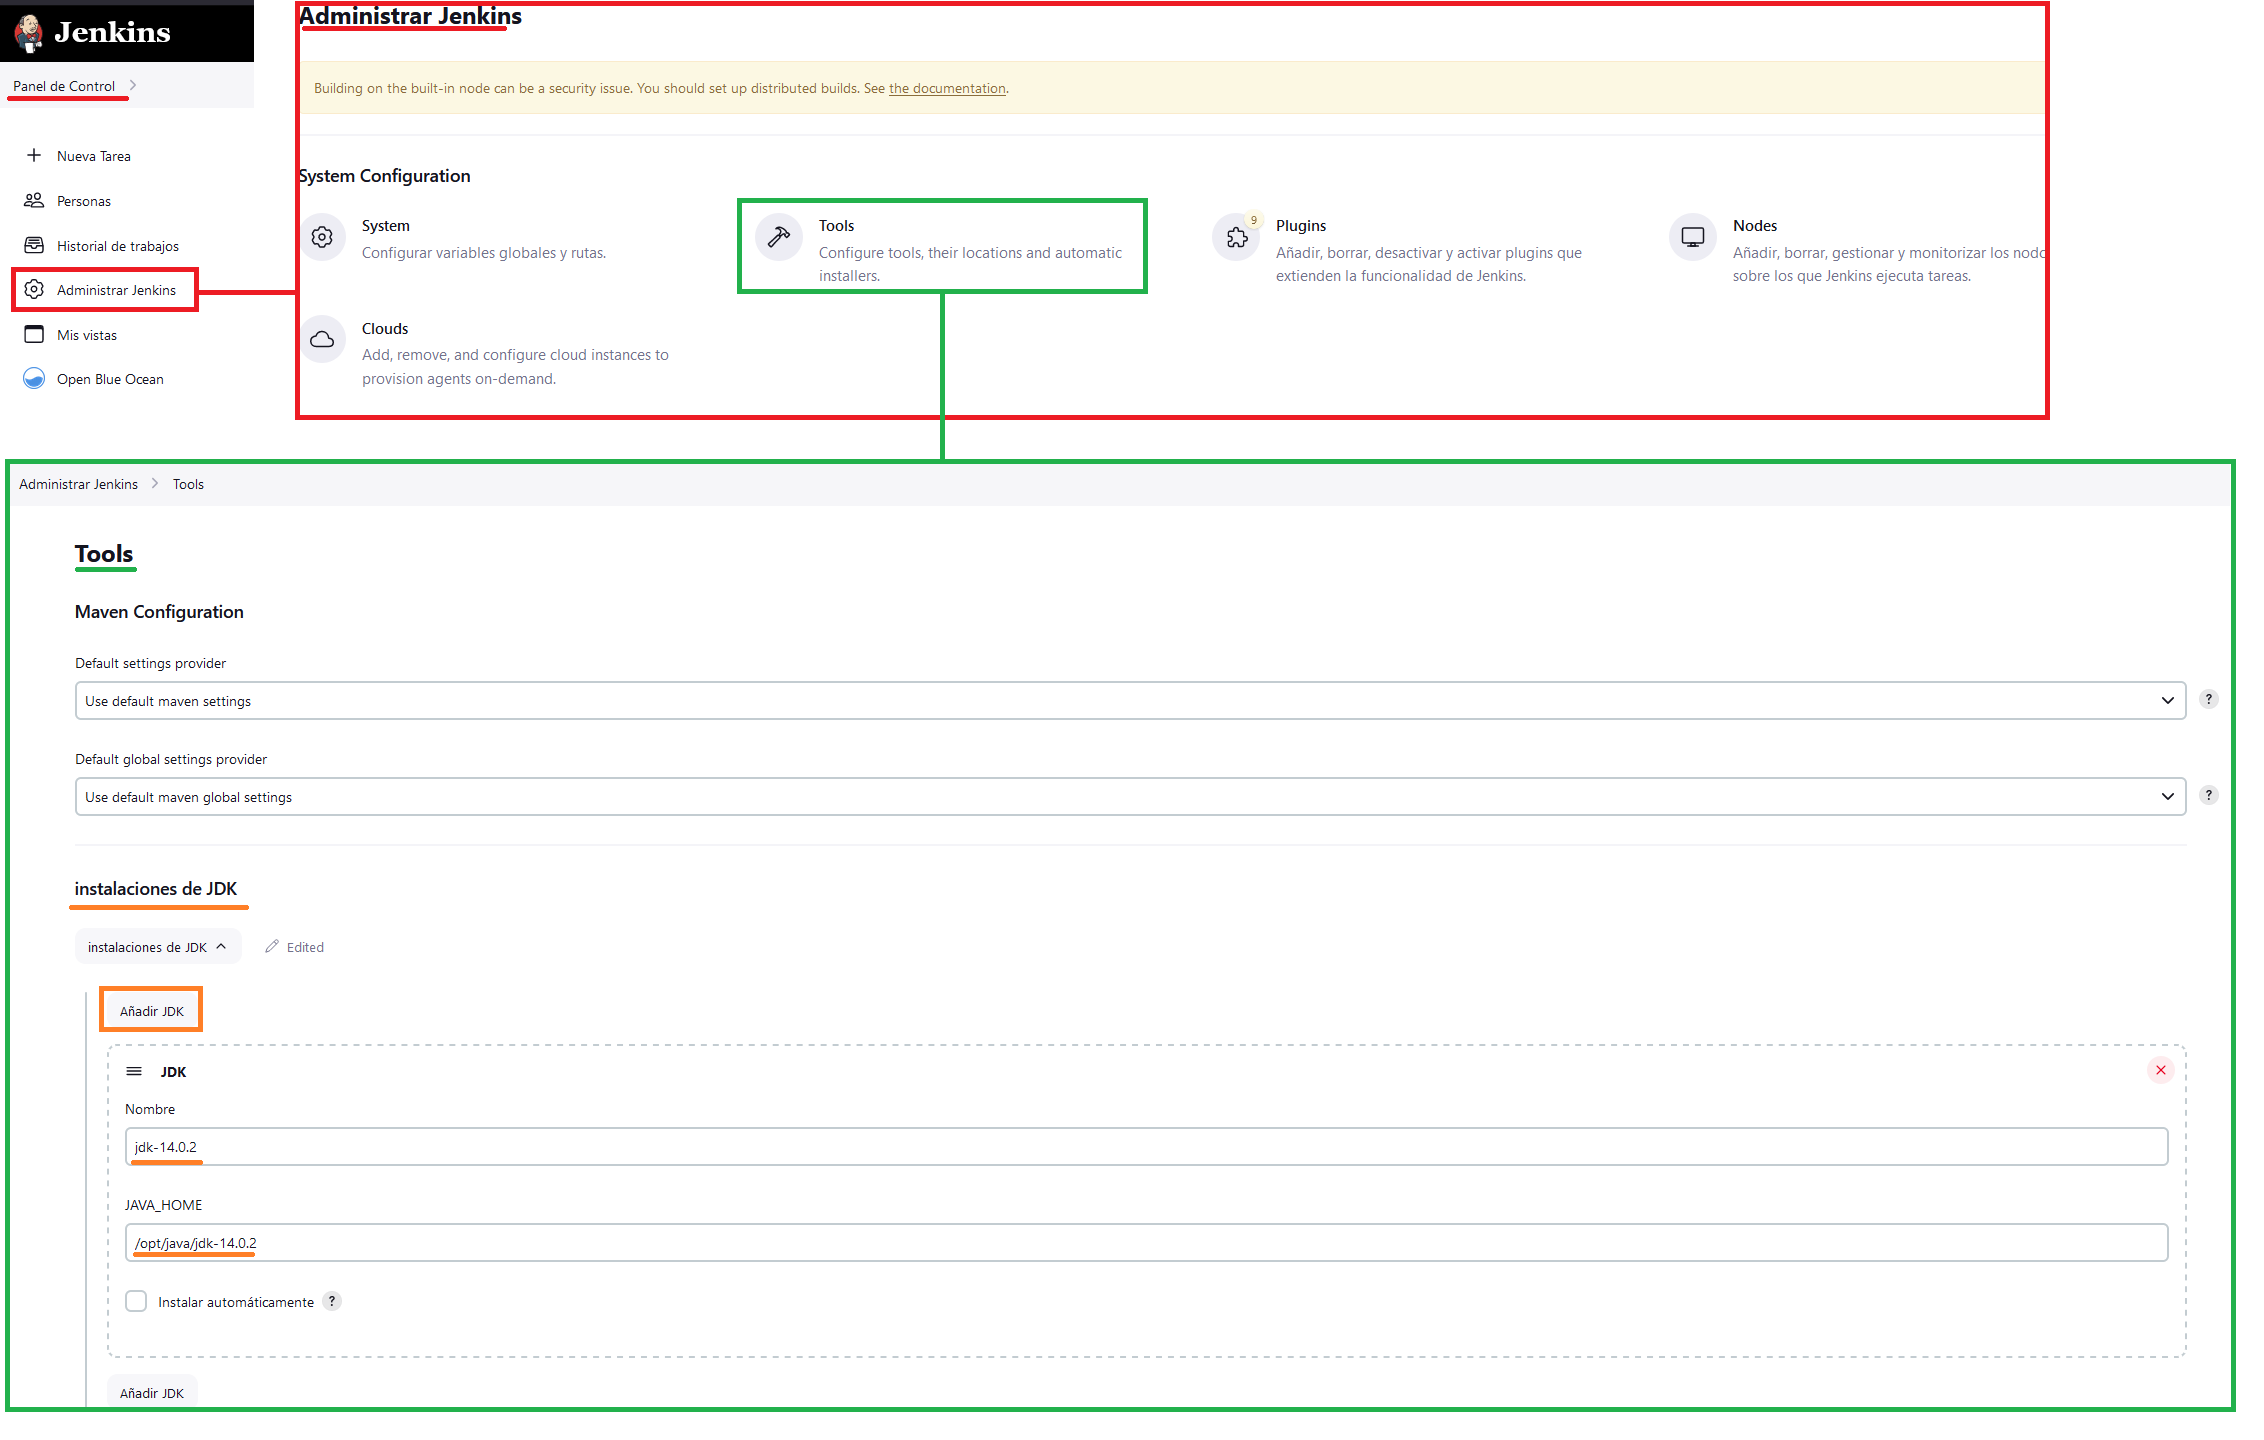 Jenkins
Panel de Control
Nueva Tarea
Personas
Historial de trabajos
Administrar Jenkins
Mis vistas
Open Blue Ocean
Administrar Jenkins
Building on the built-in node can be a security issue. You should set up distributed builds. See the documentation.
System Configuration
System
Configurar variables globales y rutas.
Tools
Configure tools, their locations and automatic
installers.
9
Plugins
Añadir, borrar, desactivar y activar plugins que
extienden la funcionalidad de Jenkins.
Nodes
Añadir, borrar, gestionar y monitorizar los nodo
sobre los que Jenkins ejecuta tareas.
Clouds
Add, remove, and configure cloud instances to
provision agents on-demand.
Administrar Jenkins Tools
Tools
Maven Configuration
Default settings provider
Use default maven settings
?
Default global settings provider
Use default maven global settings
?
instalaciones de JDK
instalaciones de JDK Edited
Añadir JDK
JDK
Nombre
jdk-14.0.2
JAVA_HOME
/opt/java/jdk-14.0.2
Instalar automáticamente ?
Añadir JDK